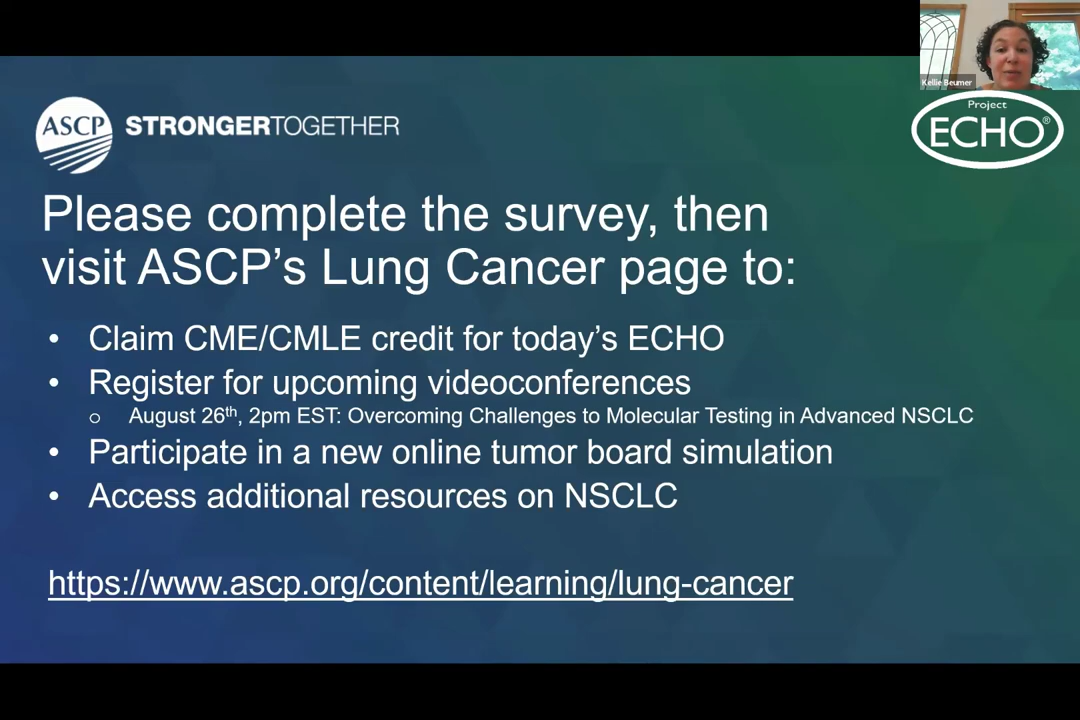 Kellie Beumer
ASCP STRONGERTOGETHER
Project
ECHO®
Please complete the survey, then
visit ASCP’s Lung Cancer page to:
• Claim CME/CMLE credit for today’s ECHO
• Register for upcoming videoconferences
o August 26th, 2pm EST: Overcoming Challenges to Molecular Testing in Advanced NSCLC
• Participate in a new online tumor board simulation
• Access additional resources on NSCLC
https://www.ascp.org/content/learning/lung-cancer